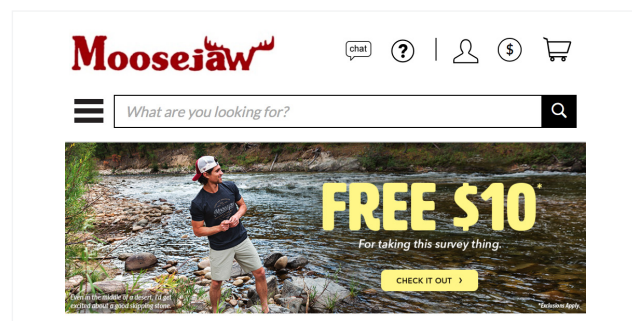 Moosejaw
chat
?
$
What are you looking for?
FREE $10*
For taking this survey thing.
CHECK IT OUT >
Even in the middle of a desert, I'd get
excited about a good skipping stone.
*Exclusions Apply.